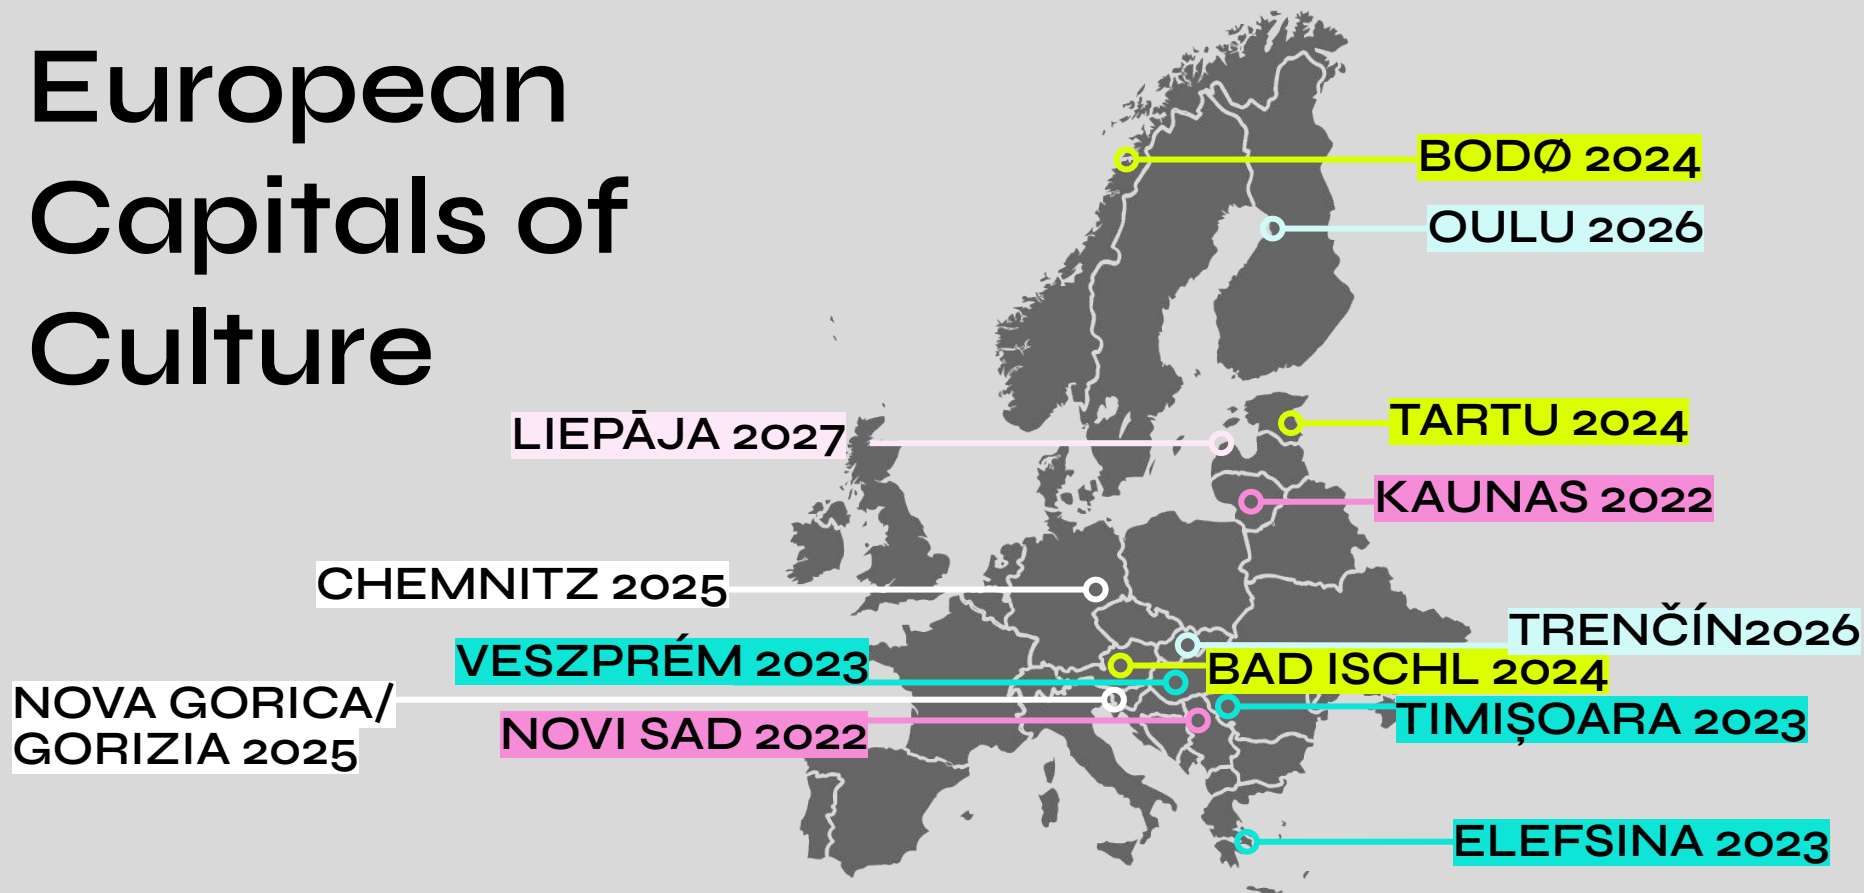 European
Capitals of
Culture
BODØ 2024
OULU 2026
TARTU 2024
LIEPĀJA 2027
KAUNAS 2022
CHEMNITZ 2025
TRENČÍN2026
VESZPRÉM 2023
BAD ISCHL 2024
NOVA GORICA/
GORIZIA 2025
TIMIȘOARA 2023
NOVI SAD 2022
ELEFSINA 2023